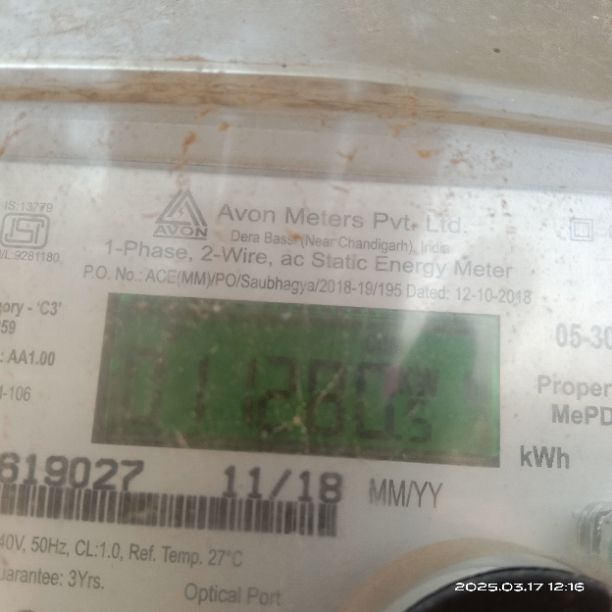 IS:13779
9281180
AVON
Avon Meters Pvt. Ltd.
Dera Bassi (Near Chandigarh), India
1-Phase, 2-Wire, ac Static Energy Meter
P.O. No.: ACE(MM)/PO/Saubhagya/2018-19/195 Dated: 12-10-2018
gory - 'C3'
59
: AA1.00
-106
05-30
Proper
MePD
kWh
619027 11/18 MM/YY
40V, 50Hz, CL:1.0, Ref. Temp. 27°C
uarantee: 3Yrs.
Optical Port
2025.03.17 12:16